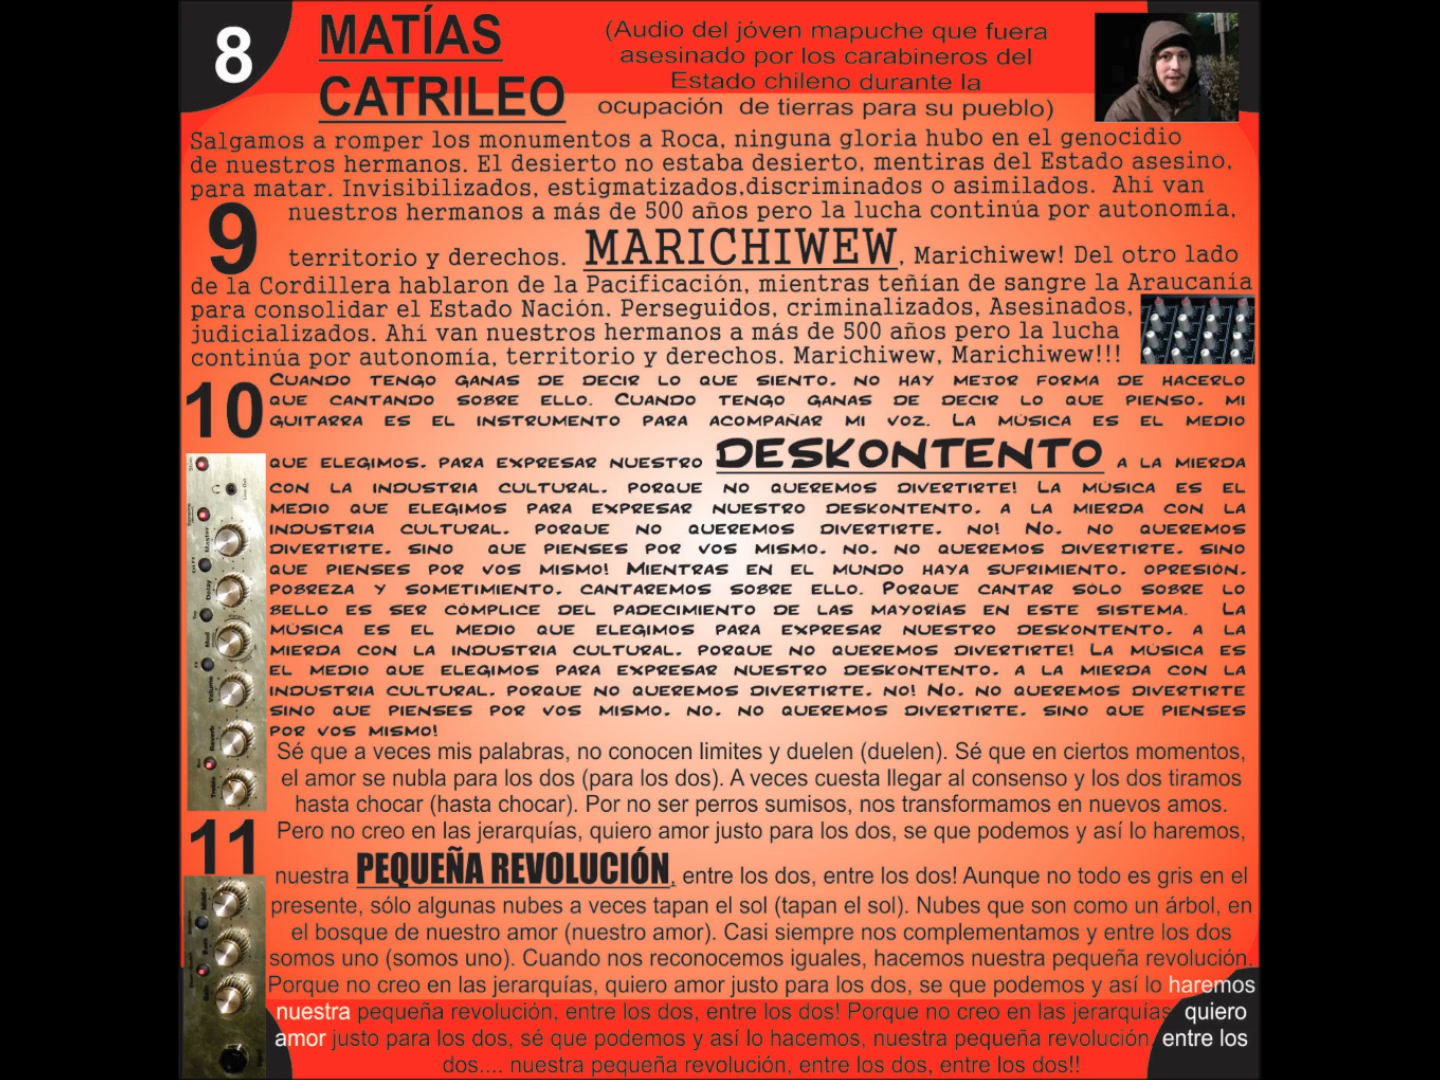 8
MATÍAS
CATRILEO
(Audio del jóven mapuche que fuera
asesinado por los carabineros del
Estado chileno durante la
ocupación de tierras para su pueblo)
Salgamos a romper los monumentos a Roca, ninguna gloria hubo en el genocidio
de nuestros hermanos. El desierto no estaba desierto, mentiras del Estado asesino,
para matar. Invisibilizados, estigmatizados,discriminados o asimilados. Ahi van
9 nuestros hermanos a más de 500 años pero la lucha continúa por autonomía,
territorio y derechos. MARICHIWEW, Marichiwew! Del otro lado
de la Cordillera hablaron de la Pacificación, mientras teñian de sangre la Araucanía
para consolidar el Estado Nación. Perseguidos, criminalizados, Asesinados,
judicializados. Ahí van nuestros hermanos a más de 500 años pero la lucha
continúa por autonomía, territorio y derechos. Marichiwew, Marichiwew!!!
10 CUANDO TENGO GANAS DE DECIR LO QUE SIENTO, NO HAY MEJOR FORMA DE HACERLO
QUE CANTANDO SOBRE ELLO. CUANDO TENGO GANAS DE DECIR LO QUE PIENSO, MI
GUITARRA ES EL INSTRUMENTO PARA ACOMPAÑAR MI VOZ. LA MÚSICA ES EL MEDIO
QUE ELEGIMOS, PARA EXPRESAR NUESTRO DESKONTENTO A LA MIERDA
CON LA INDUSTRIA CULTURAL, PORQUE NO QUEREMOS DIVERTIRTE! LA MÚSICA ES EL
MEDIO QUE ELEGIMOS PARA EXPRESAR NUESTRO DESKONTENTO, A LA MIERDA CON LA
INDUSTRIA CULTURAL, PORQUE NO QUEREMOS DIVERTIRTE, NO! NO, NO QUEREMOS
DIVERTIRTE, SINO QUE PIENSES POR VOS MISMO, NO, NO QUEREMOS DIVERTIRTE, SINO
QUE PIENSES POR VOS MISMO! MIENTRAS EN EL MUNDO HAYA SUFRIMIENTO, OPRESIÓN,
POBREZA Y SOMETIMIENTO, CANTAREMOS SOBRE ELLO. PORQUE CANTAR SÓLO SOBRE LO
BELLO ES SER CÓMPLICE DEL PADECIMIENTO DE LAS MAYORÍAS EN ESTE SISTEMA. LA
MÚSICA ES EL MEDIO QUE ELEGIMOS PARA EXPRESAR NUESTRO DESKONTENTO, A LA
MIERDA CON LA INDUSTRIA CULTURAL, PORQUE NO QUEREMOS DIVERTIRTE! LA MÚSICA ES
EL MEDIO QUE ELEGIMOS PARA EXPRESAR NUESTRO DESKONTENTO, A LA MIERDA CON LA
INDUSTRIA CULTURAL, PORQUE NO QUEREMOS DIVERTIRTE, NO! NO, NO QUEREMOS DIVERTIRTE
SINO QUE PIENSES POR VOS MISMO, NO, NO QUEREMOS DIVERTIRTE, SINO QUE PIENSES
POR VOS MISMO!
Sé que a veces mis palabras, no conocen limites y duelen (duelen). Sé que en ciertos momentos,
el amor se nubla para los dos (para los dos). A veces cuesta llegar al consenso y los dos tiramos
hasta chocar (hasta chocar). Por no ser perros sumisos, nos transformamos en nuevos amos.
11 Pero no creo en las jerarquías, quiero amor justo para los dos, se que podemos y así lo haremos,
nuestra PEQUEÑA REVOLUCIÓN, entre los dos, entre los dos! Aunque no todo es gris en el
presente, sólo algunas nubes a veces tapan el sol (tapan el sol). Nubes que son como un árbol, en
el bosque de nuestro amor (nuestro amor). Casi siempre nos complementamos y entre los dos
somos uno (somos uno). Cuando nos reconocemos iguales, hacemos nuestra pequeña revolución.
Porque no creo en las jerarquías, quiero amor justo para los dos, se que podemos y así lo haremos
nuestra pequeña revolución, entre los dos, entre los dos! Porque no creo en las jerarquías quiero
amor justo para los dos, sé que podemos y así lo hacemos, nuestra pequeña revolución, entre los
dos.... nuestra pequeña revolución, entre los dos, entre los dos!!